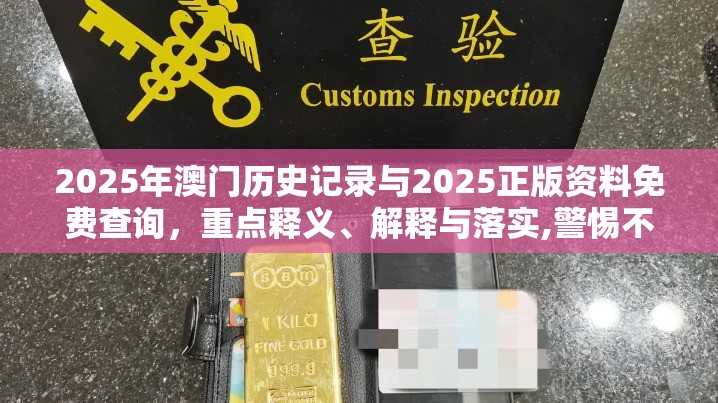 查验
Customs Inspection
2025年澳门历史记录与2025正版资料免
费查询，重点释义、解释与落实,警惕不
aam
1 KILO
FINE GOLD
999.9